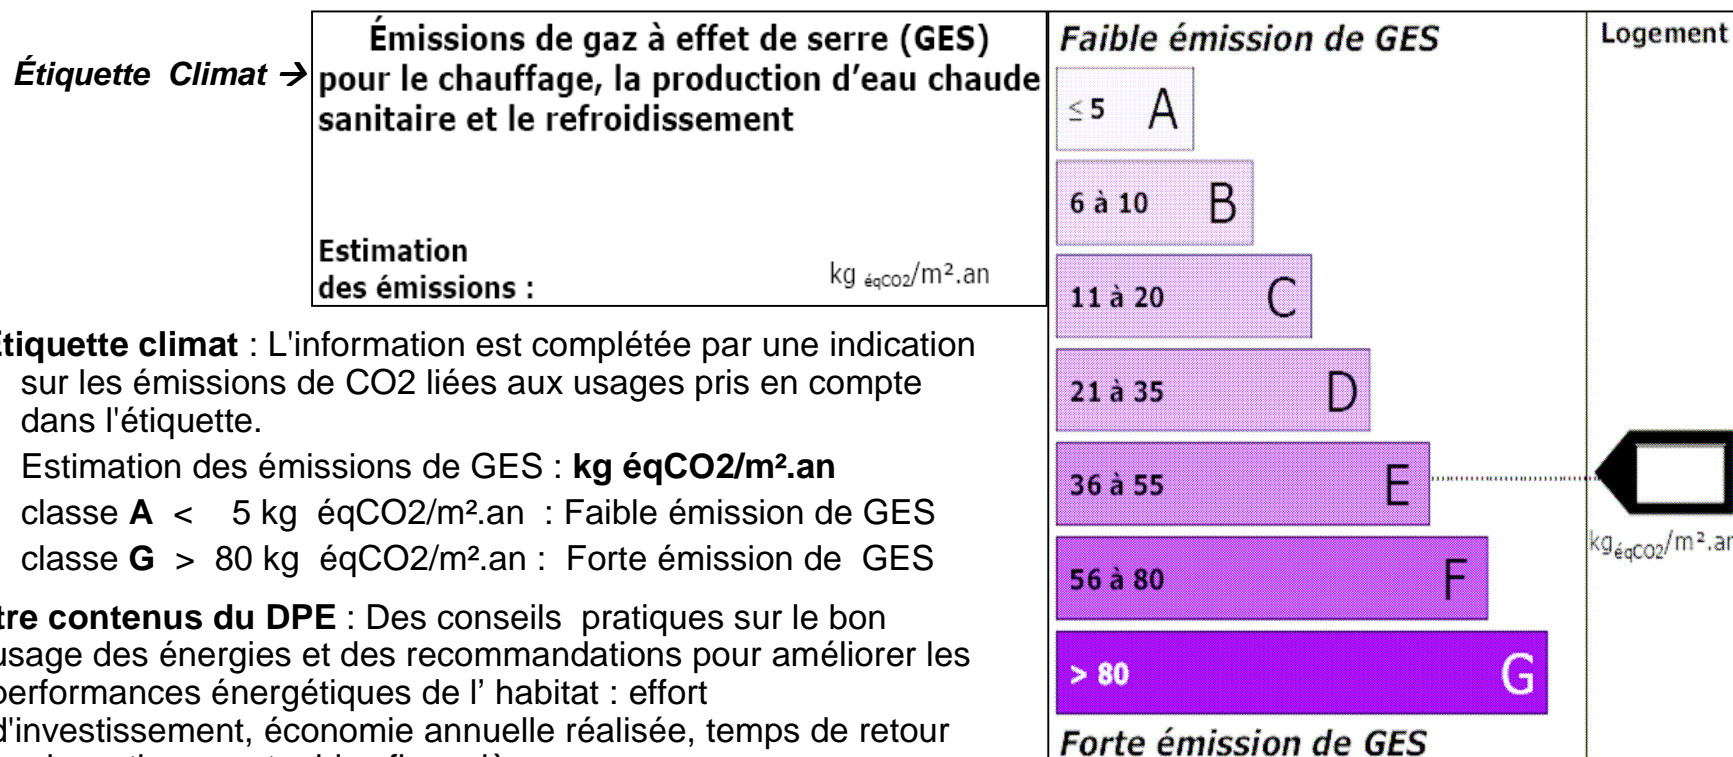 Étiquette Climat →
Émissions de gaz à effet de serre (GES)
pour le chauffage, la production d'eau chaude
sanitaire et le refroidissement
Estimation
des émissions :
kg éqCO2/m².an
Étiquette climat : L'information est complétée par une indication
sur les émissions de CO2 liées aux usages pris en compte
dans l'étiquette.
Estimation des émissions de GES : kg éqCO2/m².an
classe A < 5 kg éqCO2/m².an : Faible émission de GES
classe G > 80 kg éqCO2/m².an : Forte émission de GES
tre contenus du DPE : Des conseils pratiques sur le bon
usage des énergies et des recommandations pour améliorer les
performances énergétiques de l' habitat : effort
d'investissement, économie annuelle réalisée, temps de retour
Faible émission de GES
≤ 5 A
6 à 10 B
11 à 20 C
21 à 35 D
36 à 55 E
56 à 80 F
> 80 G
Forte émission de GES
Logement
kgéqCO2/m².an